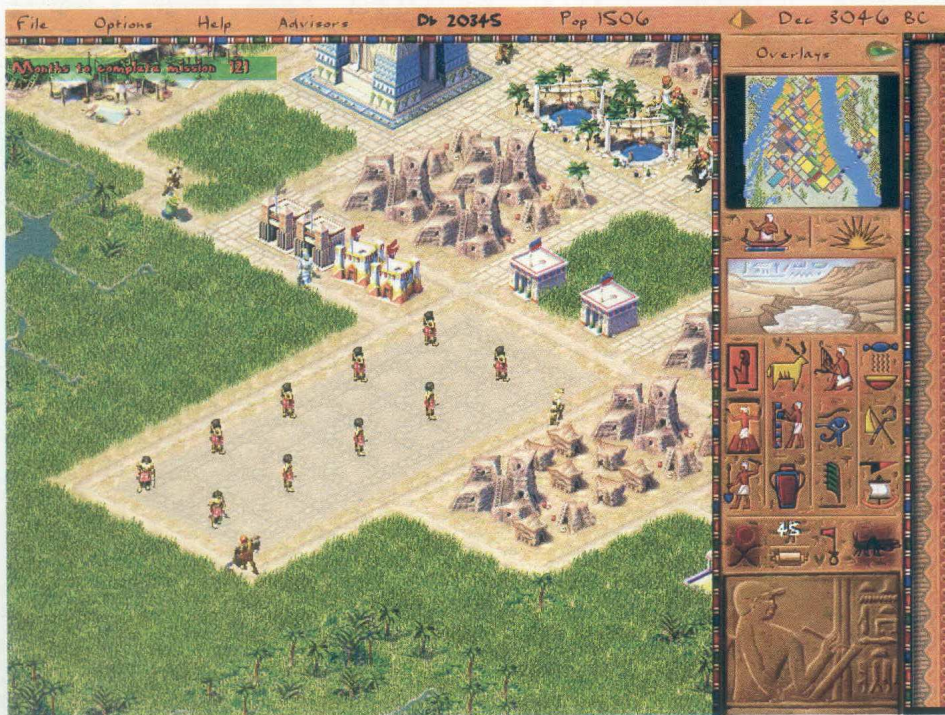 File Options Help Advisors Db 20345 Pop 1506 Dec 3046 BC
Overlays
Months to complete mission 121
45